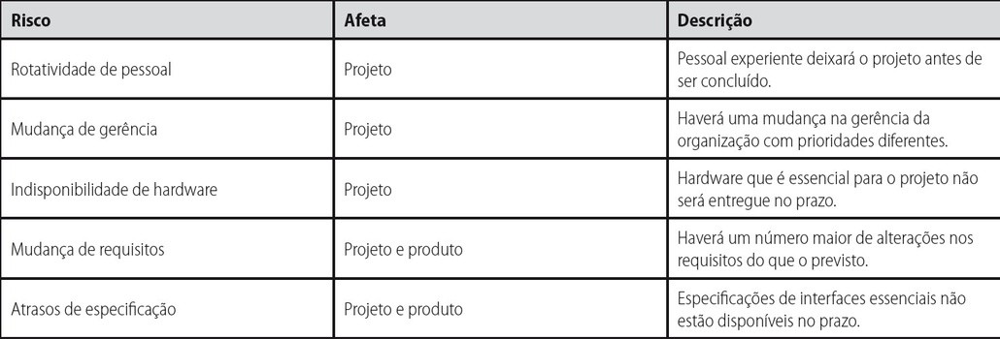 Risco Afeta Descrição
Rotatividade de pessoal Projeto Pessoal experiente deixará o projeto antes de
ser concluído.
Mudança de gerência Projeto Haverá uma mudança na gerência da
organização com prioridades diferentes.
Indisponibilidade de hardware Projeto Hardware que é essencial para o projeto não
será entregue no prazo.
Mudança de requisitos Projeto e produto Haverá um número maior de alterações nos
requisitos do que o previsto.
Atrasos de especificação Projeto e produto Especificações de interfaces essenciais não
estão disponíveis no prazo.